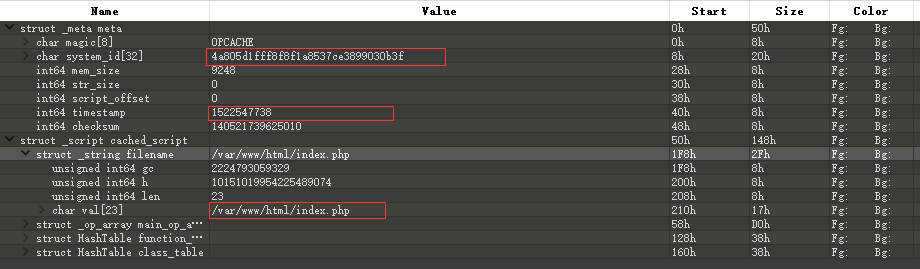 Name Value Start Size Color
struct _meta meta 0h 50h Fg: Bg:
char magic[8] OPCACHE 0h 8h Fg: Bg:
char system_id[32] 4a805d1fff8f8f1a8537ce3899030b3f 8h 20h Fg: Bg:
int64 mem_size 9248 28h 8h Fg: Bg:
int64 str_size 0 30h 8h Fg: Bg:
int64 script_offset 0 38h 8h Fg: Bg:
int64 timestamp 1522547738 40h 8h Fg: Bg:
int64 checksum 140521739625010 48h 8h Fg: Bg:
struct _script cached_script 50h 148h Fg: Bg:
struct _string filename /var/www/html/index.php 1F8h 2Fh Fg: Bg:
unsigned int64 gc 2224793059329 1F8h 8h Fg: Bg:
unsigned int64 h 10151019954225489074 200h 8h Fg: Bg:
unsigned int64 len 23 208h 8h Fg: Bg:
char val[23] /var/www/html/index.php 210h 17h Fg: Bg:
struct _op_array main_op_a… 58h D0h Fg: Bg:
struct HashTable function_… 128h 38h Fg: Bg:
struct HashTable class_table 160h 38h Fg: Bg: